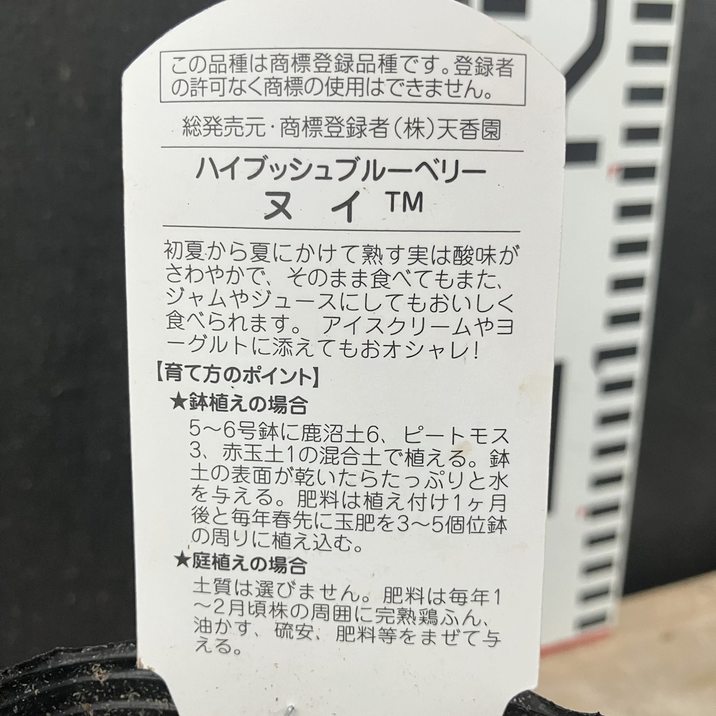 この品種は商標登録品種です。登録者
の許可なく商標の使用はできません。
総発売元・商標登録者(株)天香園
ハイブッシュブルーベリー
ヌイ™
初夏から夏にかけて熟す実は酸味が
さわやかで、そのまま食べてもまた、
ジャムやジュースにしてもおいしく
食べられます。 アイスクリームやヨ
ーグルトに添えてもおオシャレ!
【育て方のポイント】
★鉢植えの場合
5〜6号鉢に鹿沼土6、ピートモス
3、赤玉土1の混合土で植える。鉢
土の表面が乾いたらたっぷりと水
を与える。肥料は植え付け1ヶ月
後と毎年春先に玉肥を3〜5個位鉢
の周りに植え込む。
★庭植えの場合
土質は選びません。肥料は毎年1
〜2月頃株の周囲に完熟鶏ふん、
油かす、硫安、肥料等をまぜて与
える。